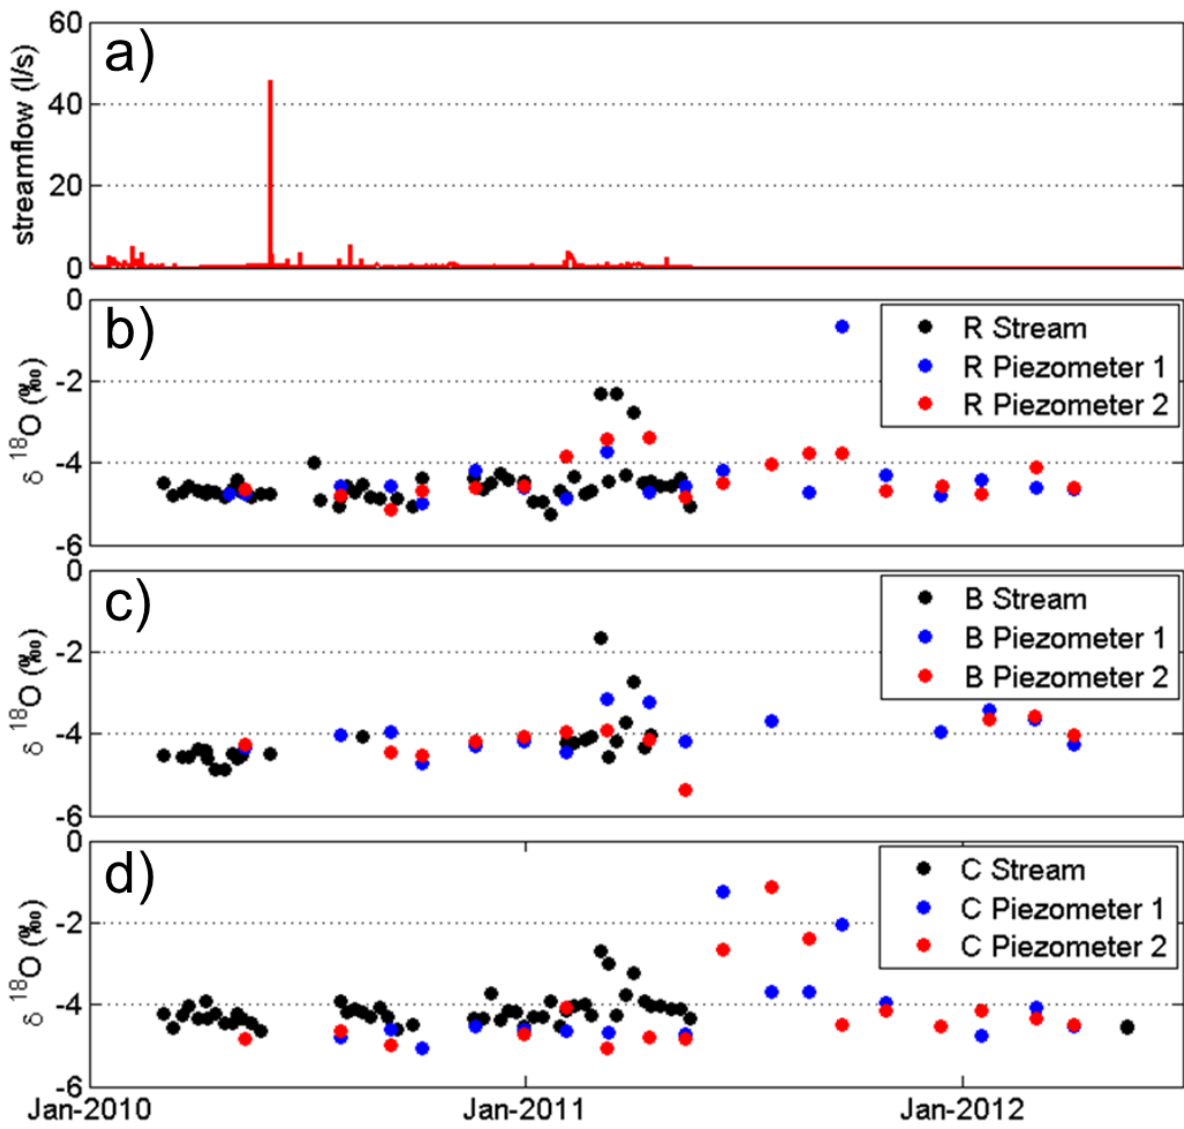 a)
streamflow (l/s)
60
40
20
0
b)
δ 18O (‰)
0
-2
-4
-6
R Stream
R Piezometer 1
R Piezometer 2
c)
δ 18O (‰)
0
-2
-4
-6
B Stream
B Piezometer 1
B Piezometer 2
d)
δ 18O (‰)
0
-2
-4
-6
C Stream
C Piezometer 1
C Piezometer 2
Jan-2010 Jan-2011 Jan-2012